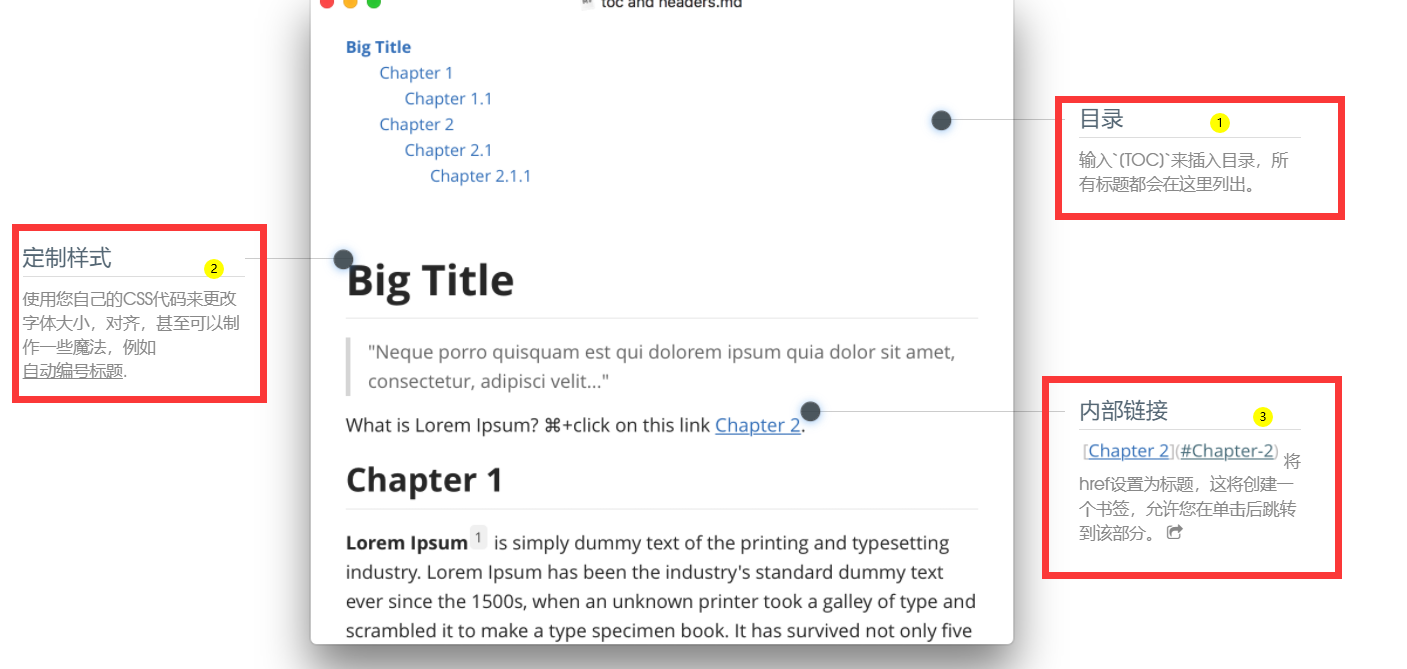 toc and headers.md
Big Title
Chapter 1
Chapter 1.1
Chapter 2
Chapter 2.1
Chapter 2.1.1
目录
1
输入`[TOC]`来插入目录，所
有标题都会在这里列出。
定制样式
2
使用您自己的CSS代码来更改
字体大小，对齐，甚至可以制
作一些魔法，例如
自动编号标题.
Big Title
"Neque porro quisquam est qui dolorem ipsum quia dolor sit amet,
consectetur, adipisci velit..."
What is Lorem Ipsum? ⌘+click on this link Chapter 2.
内部链接
3
[Chapter 2](#Chapter-2) 将
href设置为标题，这将创建一
个书签，允许您在单击后跳转
到该部分。
Chapter 1
Lorem Ipsum 1 is simply dummy text of the printing and typesetting
industry. Lorem Ipsum has been the industry's standard dummy text
ever since the 1500s, when an unknown printer took a galley of type and
scrambled it to make a type specimen book. It has survived not only five